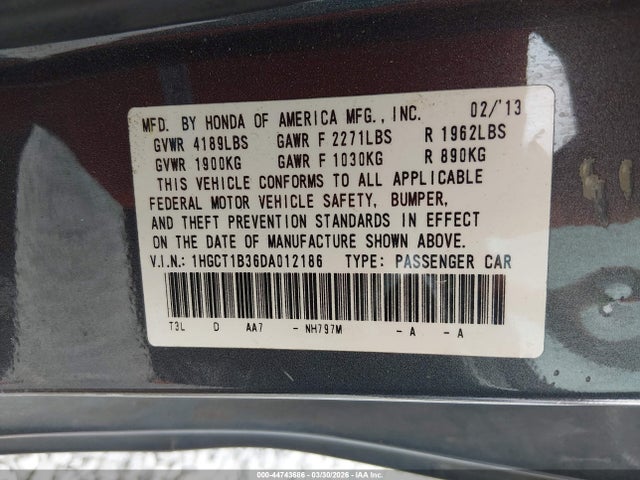 MFD. BY HONDA OF AMERICA MFG., INC. 02/'13
GVWR 4189LBS GAWR F 2271LBS R 1962LBS
GVWR 1900KG GAWR F 1030KG R 890KG
THIS VEHICLE CONFORMS TO ALL APPLICABLE
FEDERAL MOTOR VEHICLE SAFETY, BUMPER,
AND THEFT PREVENTION STANDARDS IN EFFECT
ON THE DATE OF MANUFACTURE SHOWN ABOVE.
V.I.N.: 1HGCT1B36DA012186 TYPE: PASSENGER CAR
T3L D AA7 - NH797M - A - A
000-44743666 | 03/30/2026 - IAA Inc.